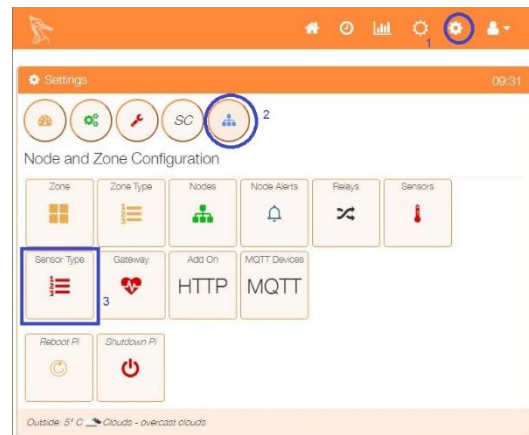 1
Settings 09:31
SC 2
Node and Zone Configuration
Zone Zone Type Nodes Node Alerts Relays Sensors
Sensor Type Gateway Add On MQTT Devices
3 HTTP MQTT
Reboot Pi Shutdown Pi
Outside: 5° C Clouds - overcast clouds